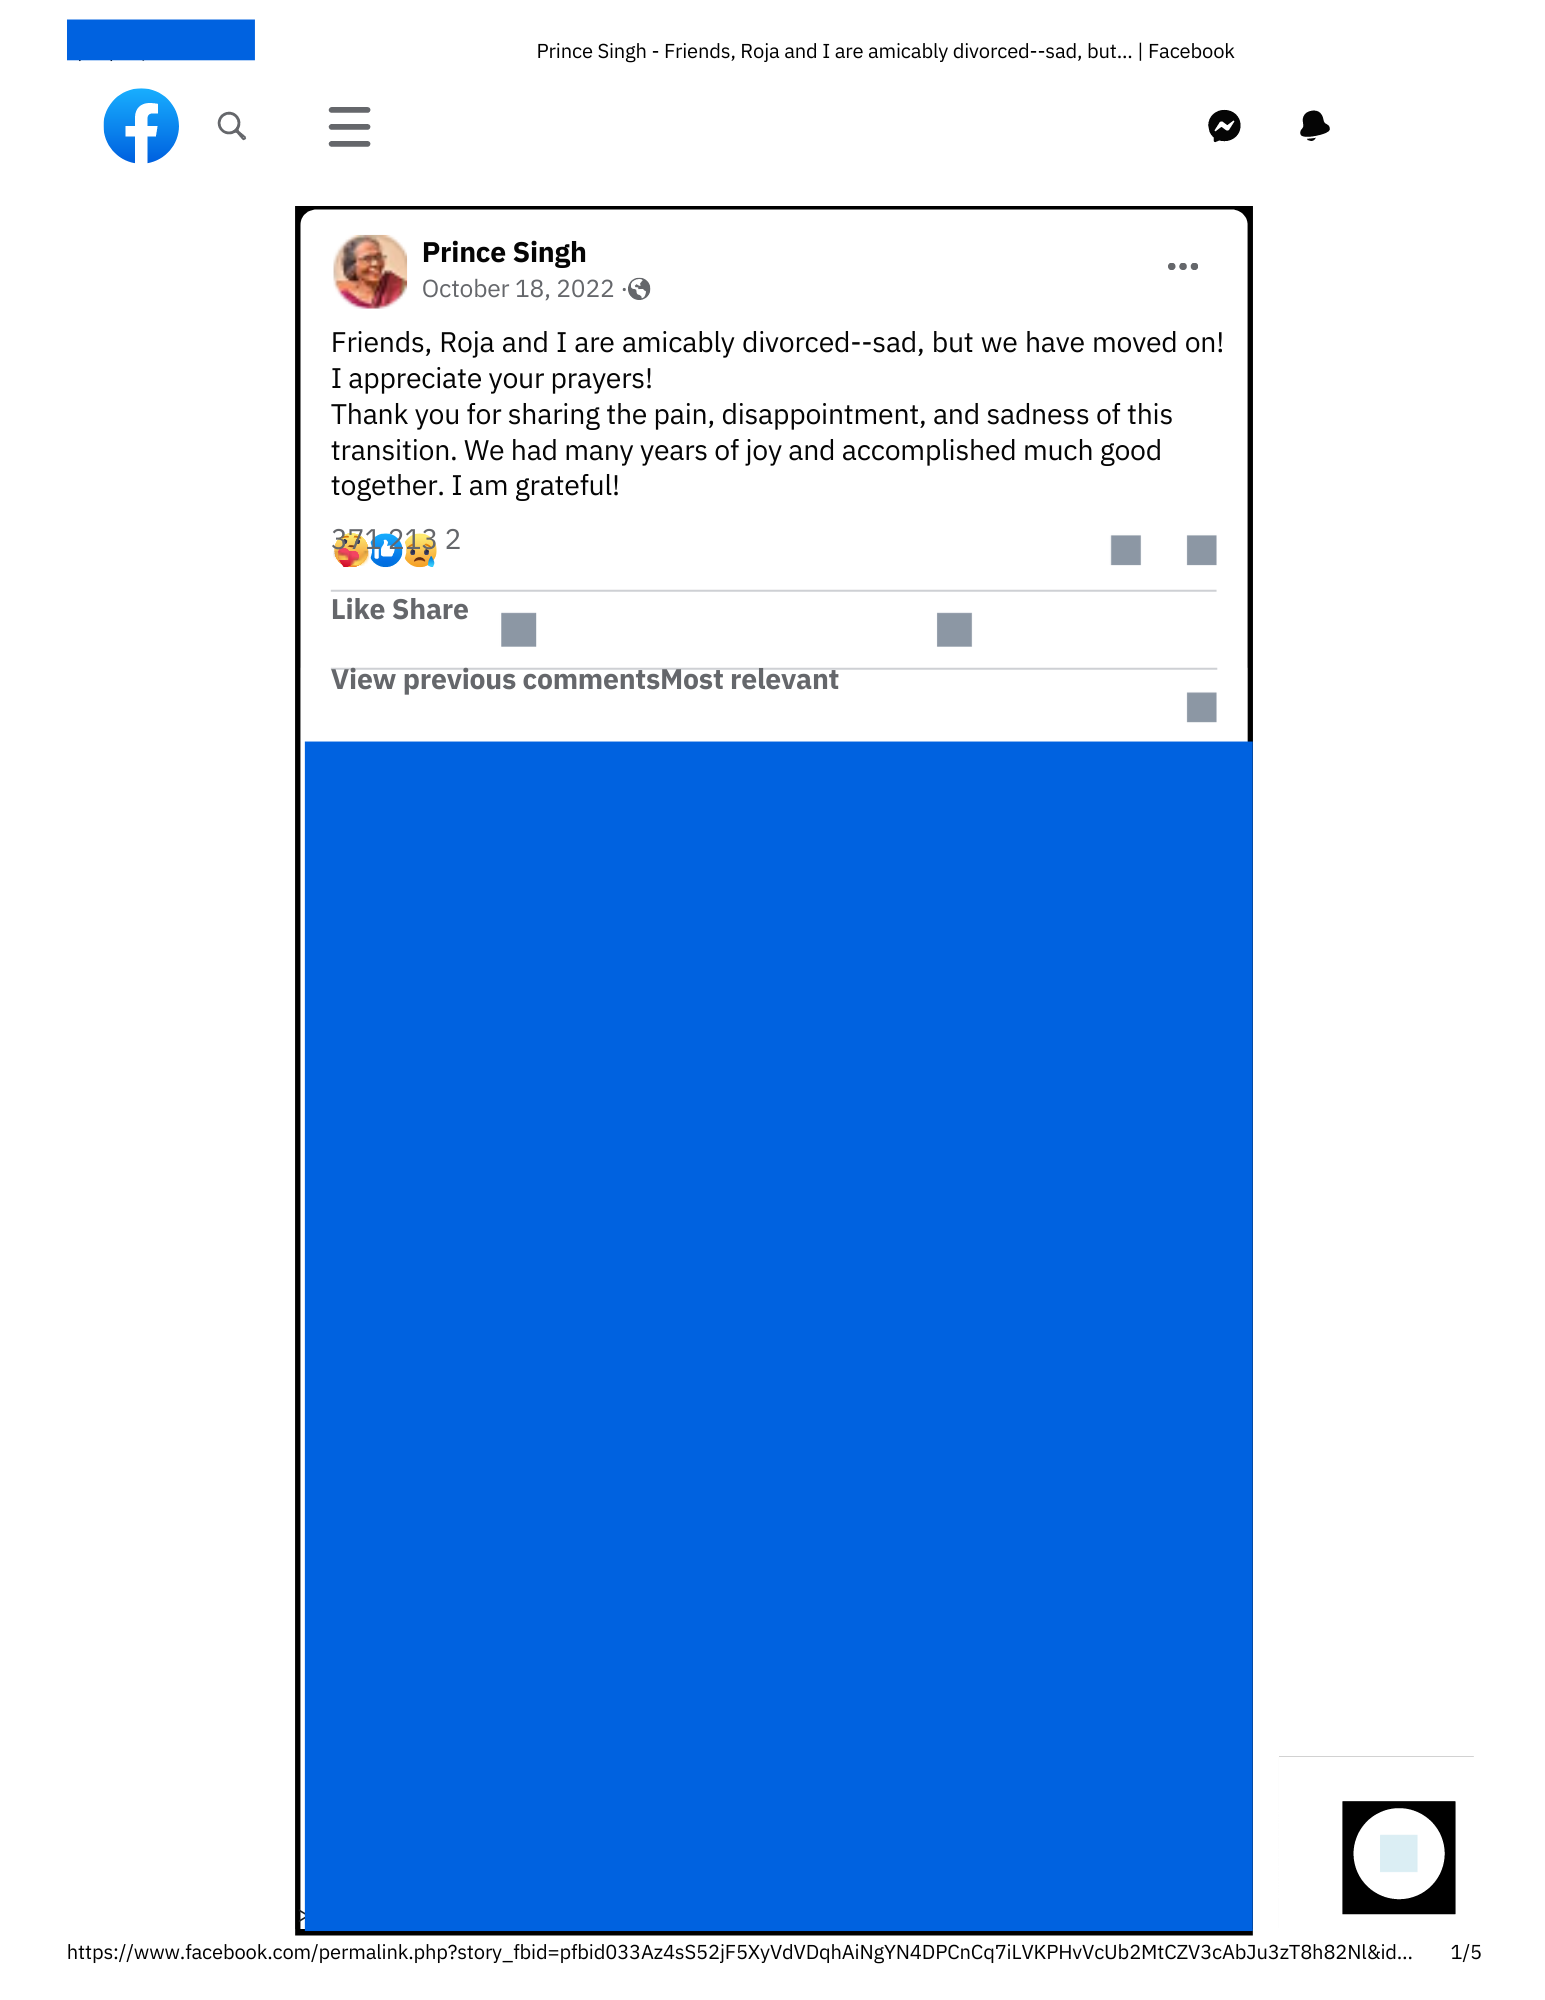 Prince Singh - Friends, Roja and I are amicably divorced--sad, but... | Facebook
Prince Singh
October 18, 2022 ·
Friends, Roja and I are amicably divorced--sad, but we have moved on!
I appreciate your prayers!
Thank you for sharing the pain, disappointment, and sadness of this
transition. We had many years of joy and accomplished much good
together. I am grateful!
371 213 2
Like Share
View previous commentsMost relevant
https://www.facebook.com/permalink.php?story_fbid=pfbid033Az4sS52jF5XyVdVDqhAiNgYN4DPCnCq7iLVKPHvVcUb2MtCZV3cAbJu3zT8h82Nl&id... 1/5